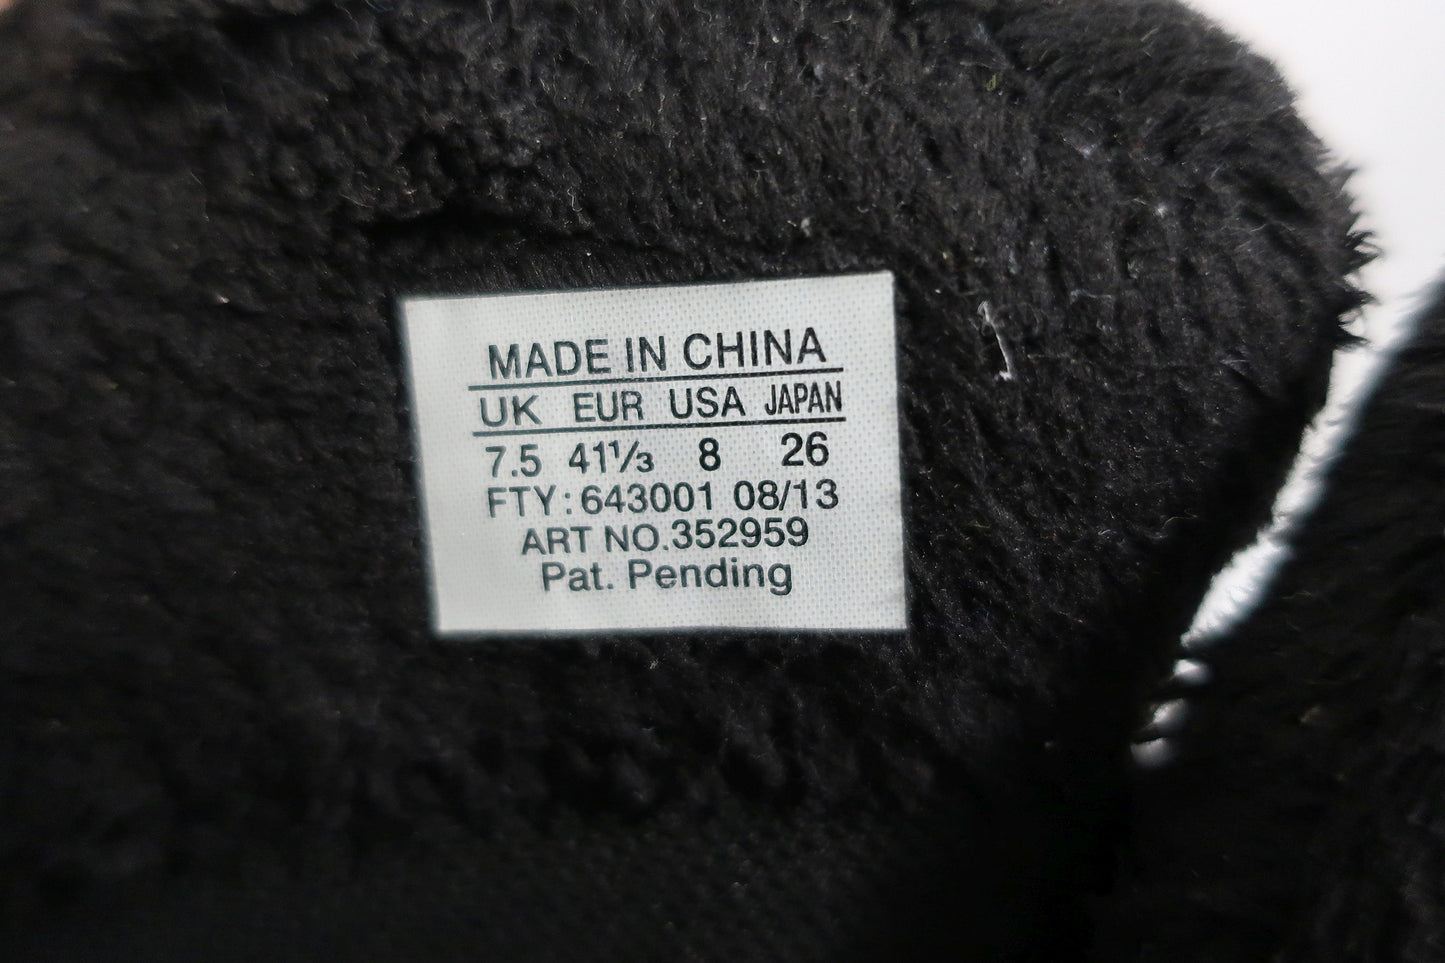 MADE IN CHINA
UK EUR USA JAPAN
7.5 41⅓ 8 26
FTY: 643001 08/13
ART NO.352959
Pat. Pending